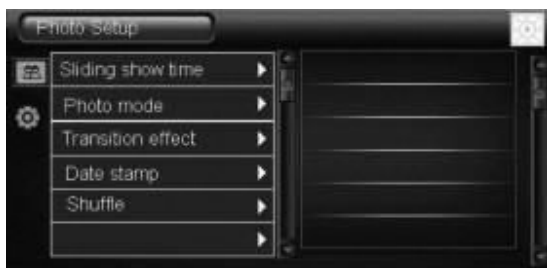 Photo Setup
Sliding show time
Photo mode
Transition effect
Date stamp
Shuffle